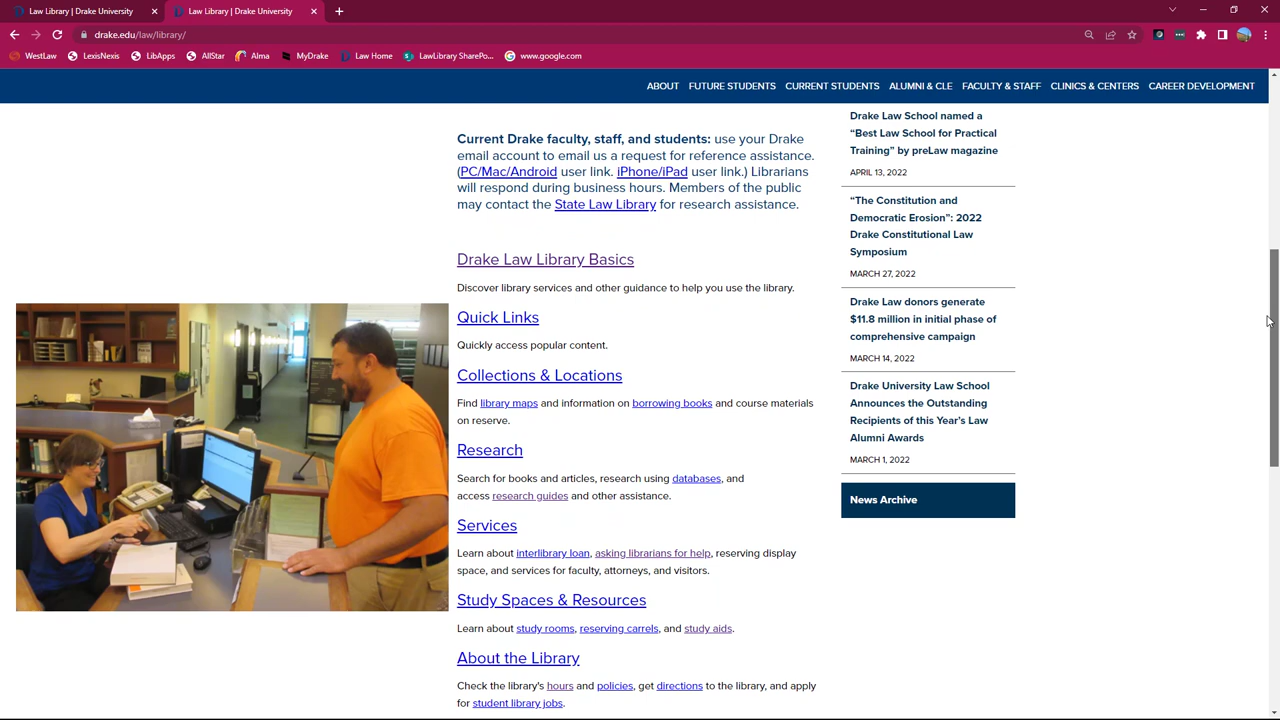 Law Library | Drake University
Law Library | Drake University
drake.edu/law/library/
WestLaw
LexisNexis
LibApps
AllStar
Alma
MyDrake
Law Home
LawLibrary SharePo...
www.google.com
ABOUT
FUTURE STUDENTS
CURRENT STUDENTS
ALUMNI & CLE
FACULTY & STAFF
CLINICS & CENTERS
CAREER DEVELOPMENT
Current Drake faculty, staff, and students: use your Drake
email account to email us a request for reference assistance.
(PC/Mac/Android user link. iPhone/iPad user link.) Librarians
will respond during business hours. Members of the public
may contact the State Law Library for research assistance.
Drake Law Library Basics
Discover library services and other guidance to help you use the library.
Quick Links
Quickly access popular content.
Collections & Locations
Find library maps and information on borrowing books and course materials
on reserve.
Research
Search for books and articles, research using databases, and
access research guides and other assistance.
Services
Learn about interlibrary loan, asking librarians for help, reserving display
space, and services for faculty, attorneys, and visitors.
Study Spaces & Resources
Learn about study rooms, reserving carrels, and study aids.
About the Library
Check the library's hours and policies, get directions to the library, and apply
for student library jobs.
Drake Law School named a
“Best Law School for Practical
Training” by preLaw magazine
APRIL 13, 2022
“The Constitution and
Democratic Erosion”: 2022
Drake Constitutional Law
Symposium
MARCH 27, 2022
Drake Law donors generate
$11.8 million in initial phase of
comprehensive campaign
MARCH 14, 2022
Drake University Law School
Announces the Outstanding
Recipients of this Year’s Law
Alumni Awards
MARCH 1, 2022
News Archive